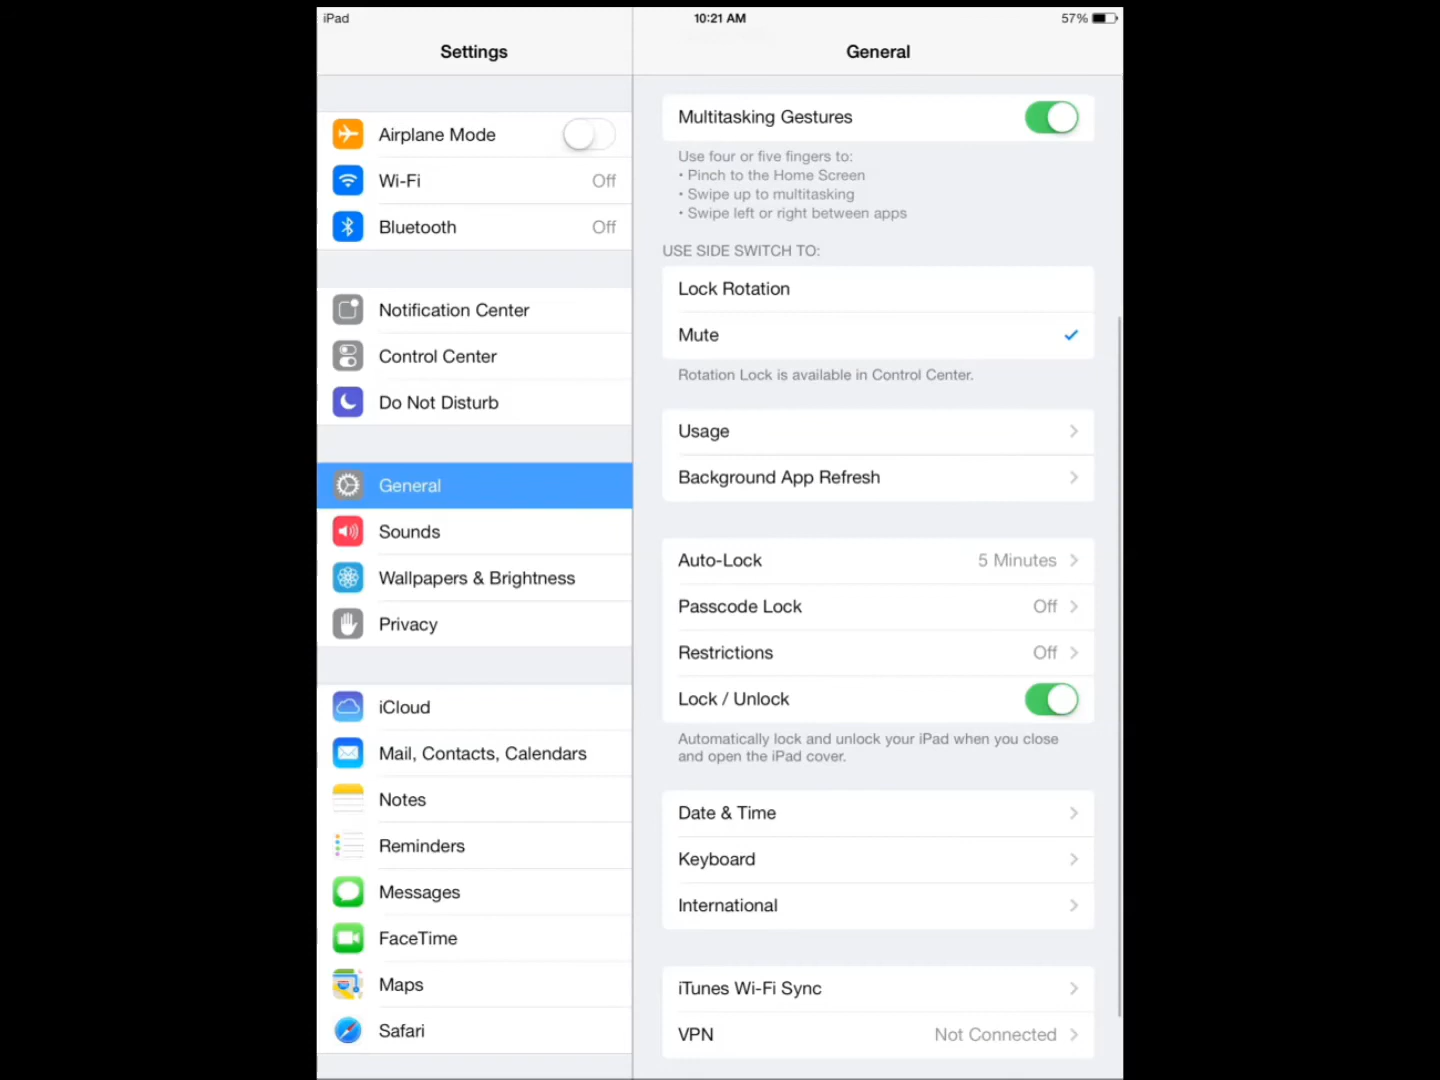 iPad
10:21 AM
57%
Settings
General
Airplane Mode
Wi-Fi Off
Bluetooth Off
Notification Center
Control Center
Do Not Disturb
General
Sounds
Wallpapers & Brightness
Privacy
iCloud
Mail, Contacts, Calendars
Notes
Reminders
Messages
FaceTime
Maps
Safari
Multitasking Gestures
Use four or five fingers to:
• Pinch to the Home Screen
• Swipe up to multitasking
• Swipe left or right between apps
USE SIDE SWITCH TO:
Lock Rotation
Mute
Rotation Lock is available in Control Center.
Usage
Background App Refresh
Auto-Lock 5 Minutes
Passcode Lock Off
Restrictions Off
Lock / Unlock
Automatically lock and unlock your iPad when you close
and open the iPad cover.
Date & Time
Keyboard
International
iTunes Wi-Fi Sync
VPN Not Connected